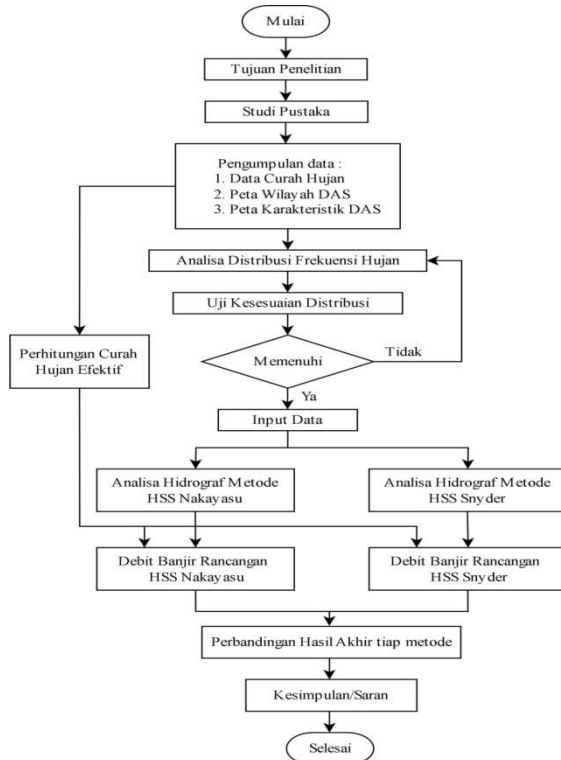 Mulai
Tujuan Penelitian
Studi Pustaka
Pengumpulan data :
1. Data Curah Hujan
2. Peta Wilayah DAS
3. Peta Karakteristik DAS
Analisa Distribusi Frekuensi Hujan
Uji Kesesuaian Distribusi
Perhitungan Curah
Hujan Efektif
Memenuhi
Tidak
Ya
Input Data
Analisa Hidrograf Metode
HSS Nakayasu
Analisa Hidrograf Metode
HSS Snyder
Debit Banjir Rancangan
HSS Nakayasu
Debit Banjir Rancangan
HSS Snyder
Perbandingan Hasil Akhir tiap metode
Kesimpulan/Saran
Selesai